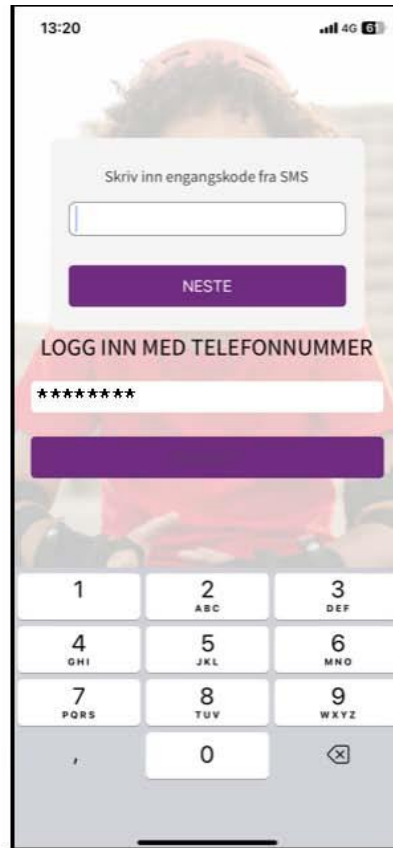 13:20
4G 61
Skriv inn engangskode fra SMS
NESTE
LOGG INN MED TELEFONNUMMER
********
1
2
ABC
3
DEF
4
GHI
5
JKL
6
MNO
7
PQRS
8
TUV
9
WXYZ
,
0